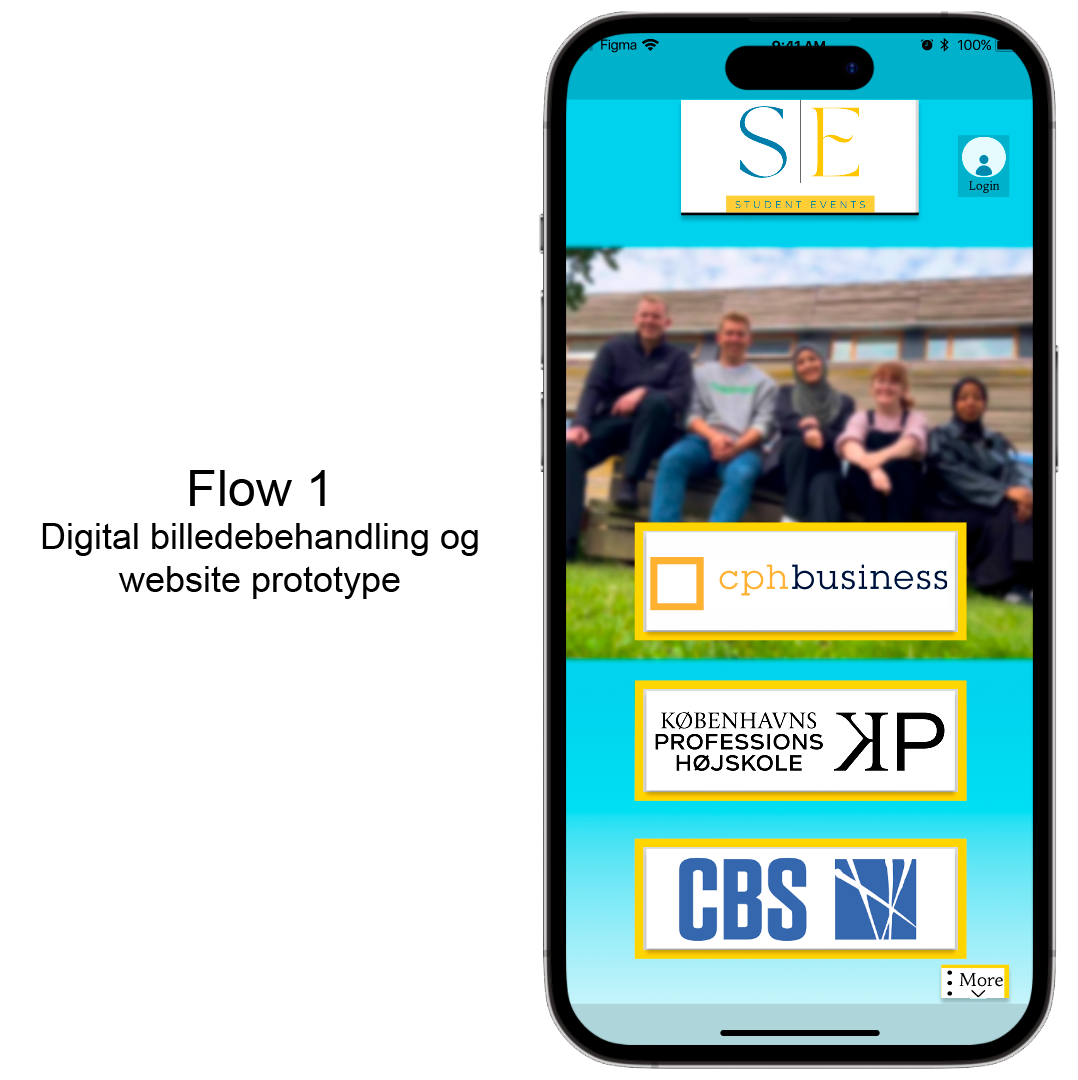 Flow 1
Digital billedebehandling og
website prototype
Figma
9:41 AM
100%
S|E
STUDENT EVENTS
Login
cphbusiness
KØBENHAVNS
PROFESSIONS
HØJSKOLE
KP
CBS
More